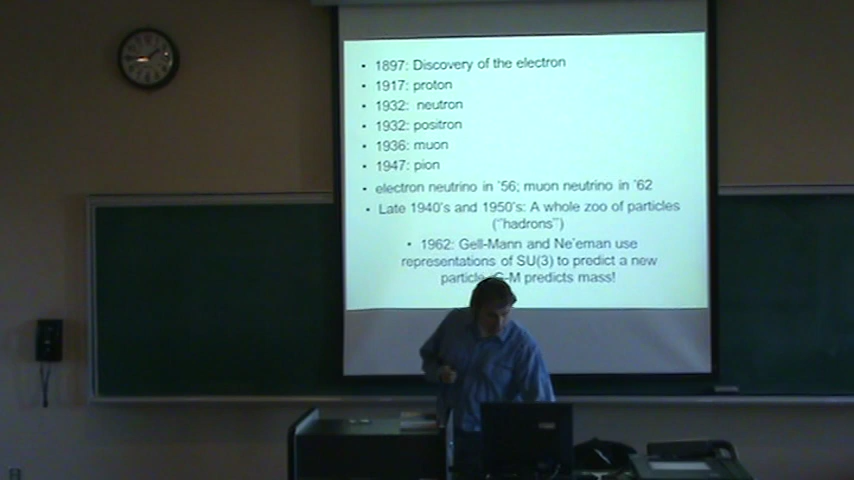 • 1897: Discovery of the electron
• 1917: proton
• 1932: neutron
• 1932: positron
• 1936: muon
• 1947: pion
• electron neutrino in '56; muon neutrino in '62
• Late 1940's and 1950's: A whole zoo of particles
("hadrons")
• 1962: Gell-Mann and Ne'eman use
representations of SU(3) to predict a new
particle. G-M predicts mass!